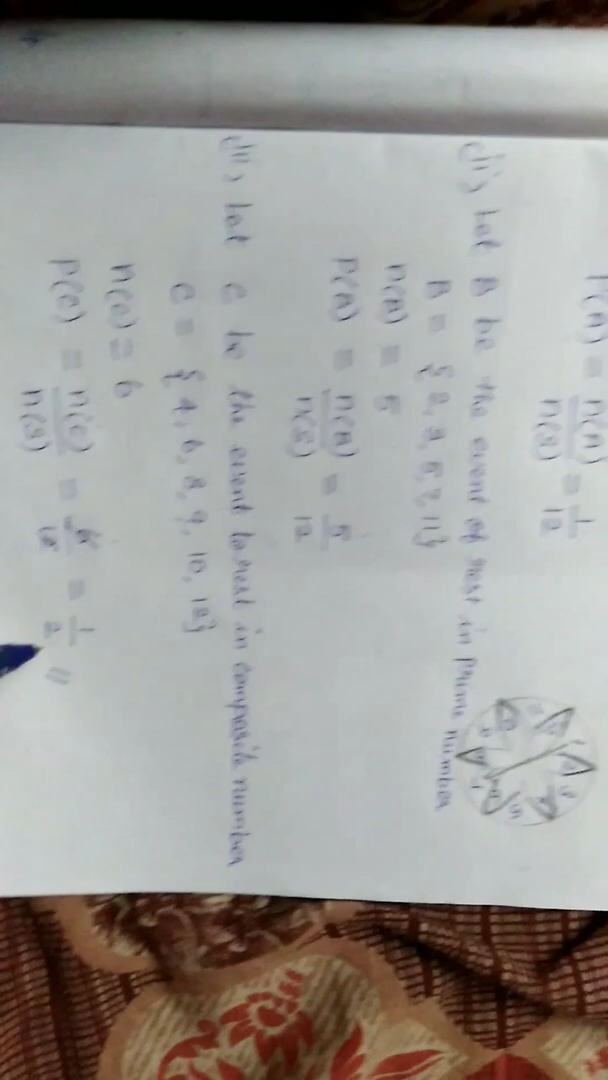 P(A) = n(A)/n(S) = 1/12
(ii) Let B be the event of rest in prime number
B = {2, 3, 5, 7, 11}
n(B) = 5
P(B) = n(B)/n(S) = 5/12
(iii) Let C be the event to rest in composite number
C = {4, 6, 8, 9, 10, 12}
n(C) = 6
P(C) = n(C)/n(S) = 6/12 = 1/2 //